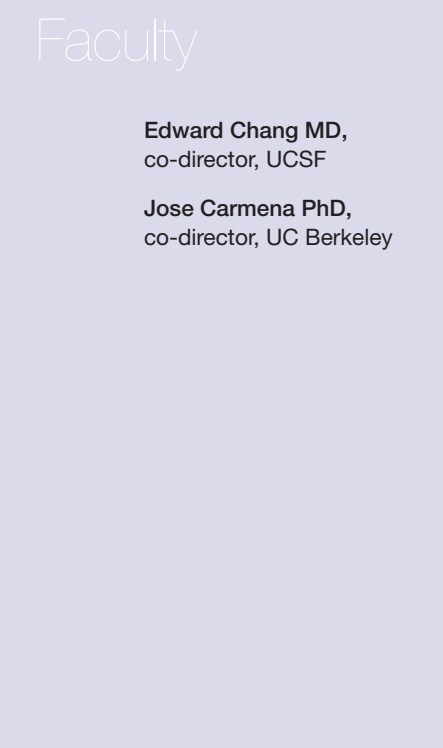 Faculty
Edward Chang MD,
co-director, UCSF
Jose Carmena PhD,
co-director, UC Berkeley